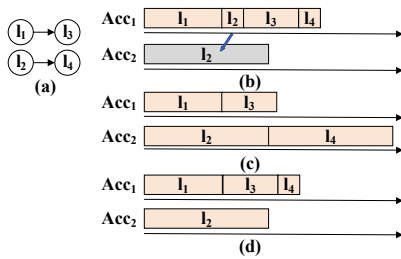 l1 l3
l2 l4
(a)
Acc1 l1 l2 l3 l4
Acc2 l2
(b)
Acc1 l1 l3
Acc2 l2 l4
(c)
Acc1 l1 l3 l4
Acc2 l2
(d)